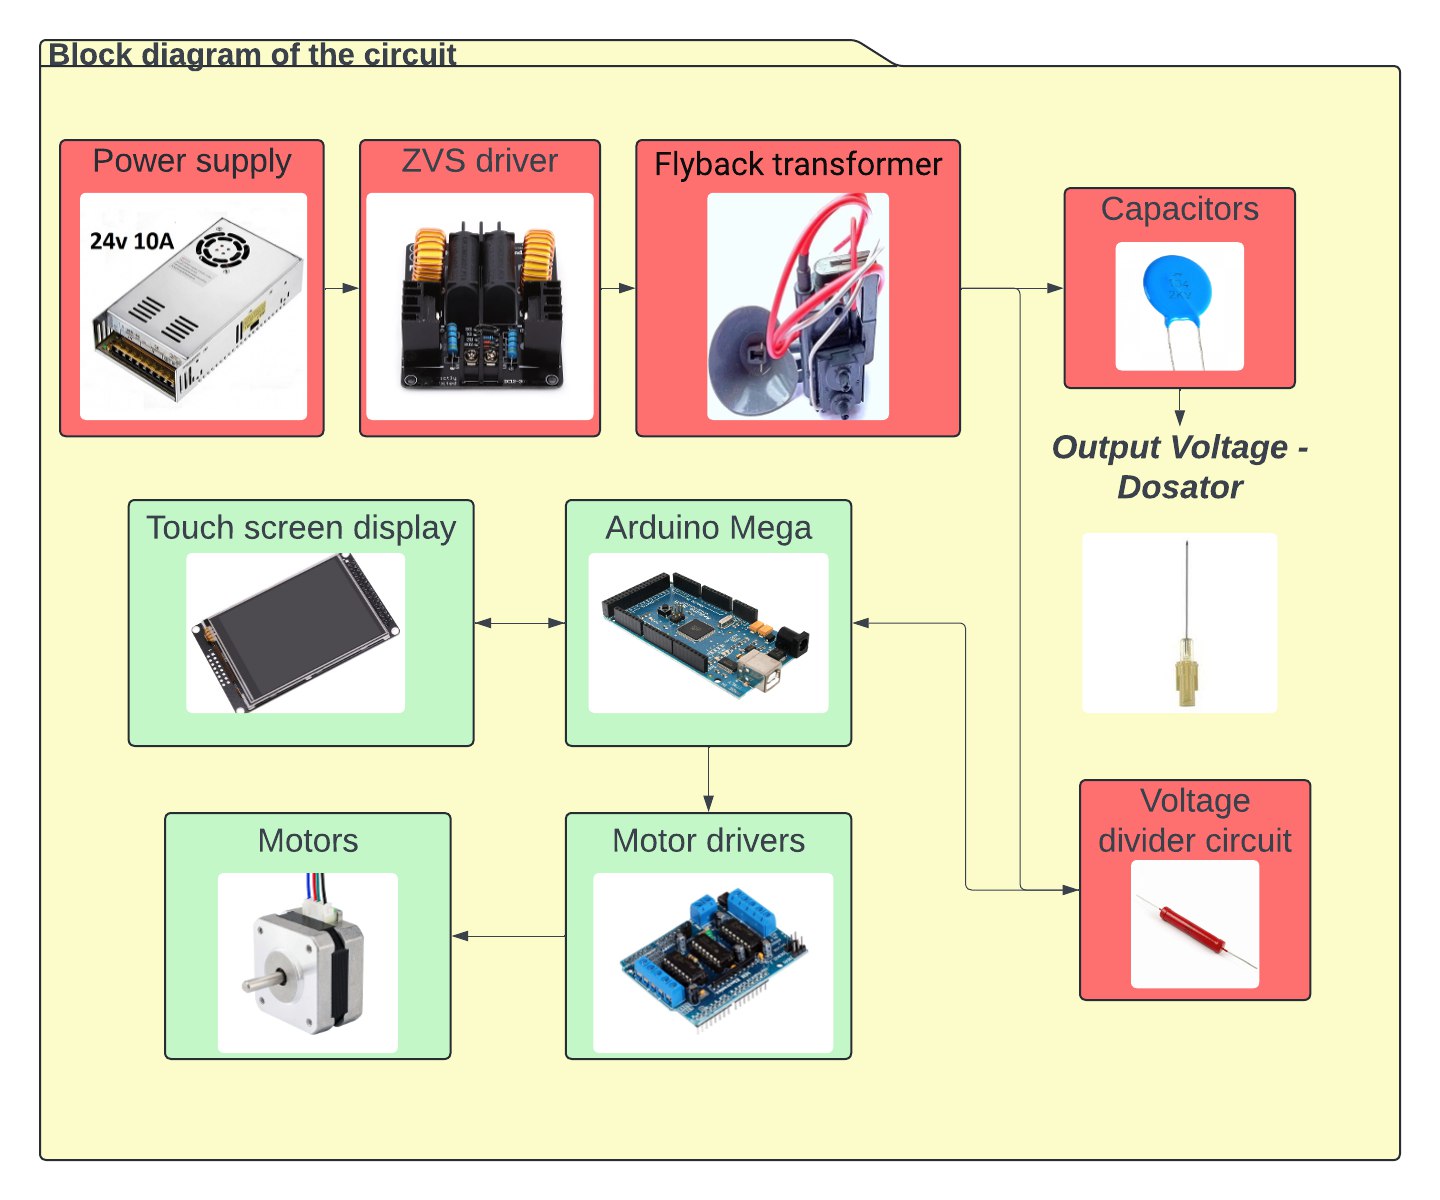 Block diagram of the circuit
Power supply
ZVS driver
Flyback transformer
Capacitors
24v 10A
Output Voltage -
Dosator
Touch screen display
Arduino Mega
Voltage
divider circuit
Motors
Motor drivers